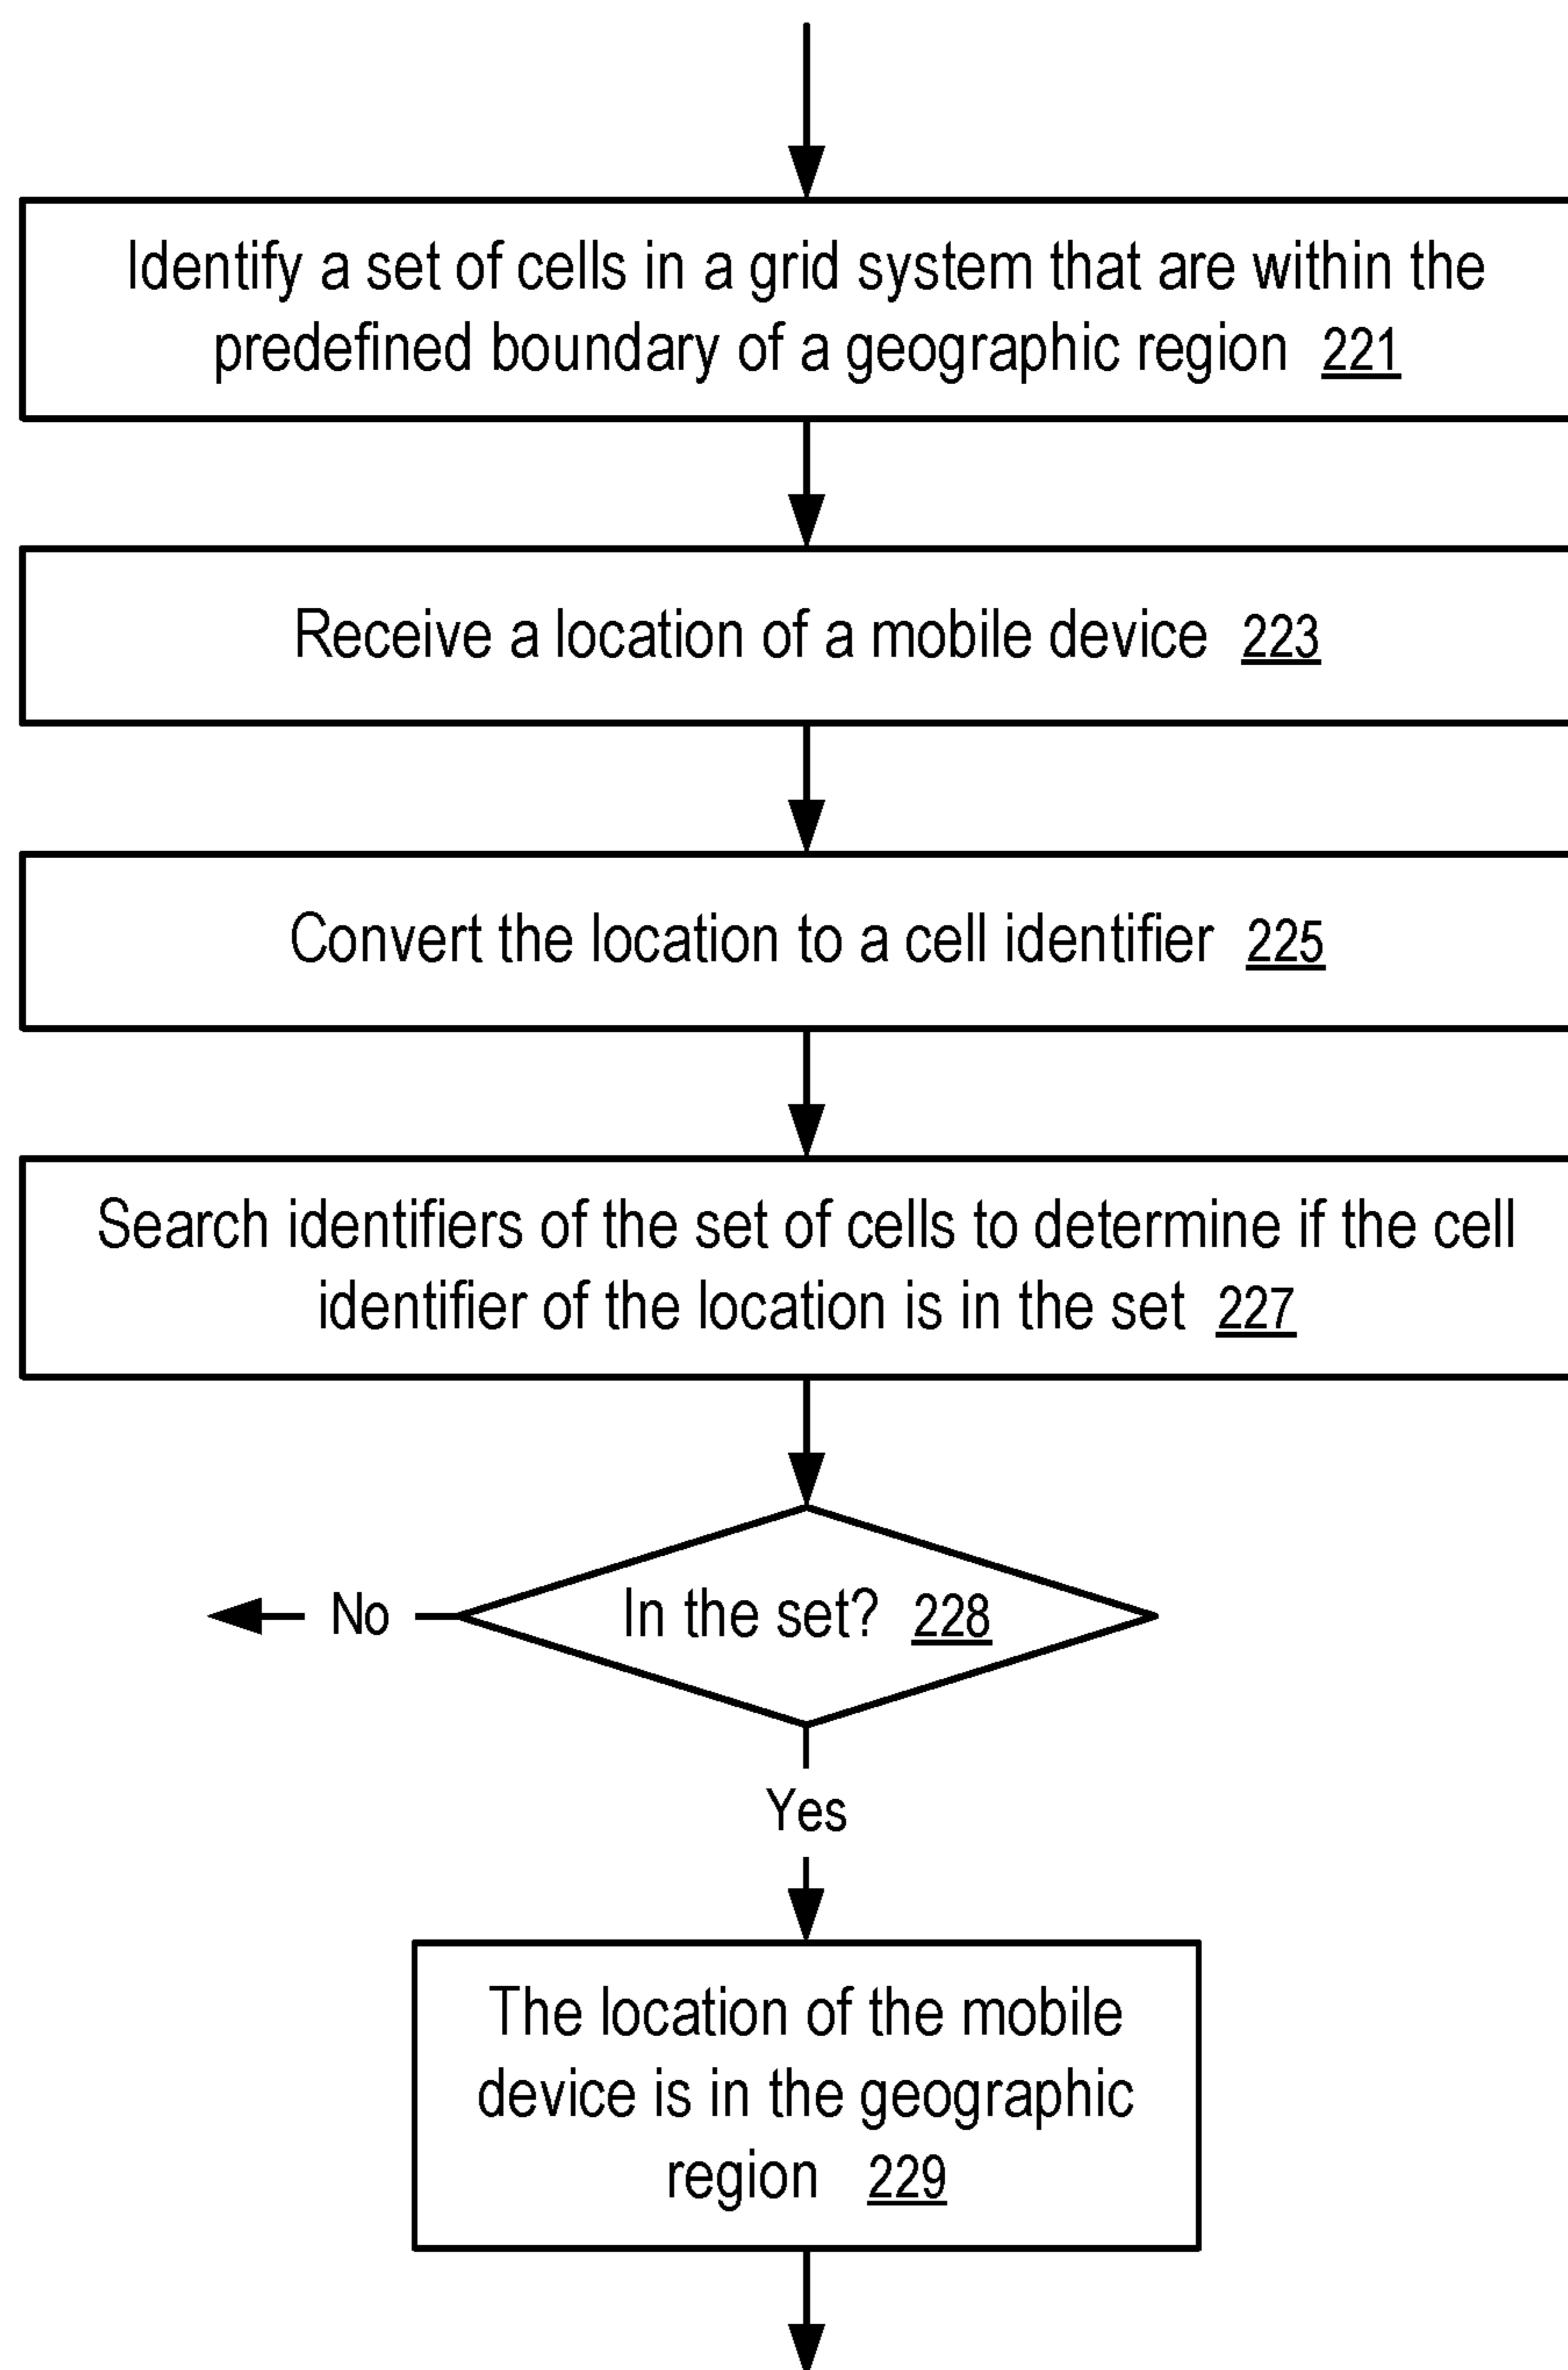 Identify a set of cells in a grid system that are within the
predefined boundary of a geographic region 221
Receive a location of a mobile device 223
Convert the location to a cell identifier 225
Search identifiers of the set of cells to determine if the cell
identifier of the location is in the set 227
In the set? 228
No
Yes
The location of the mobile
device is in the geographic
region 229